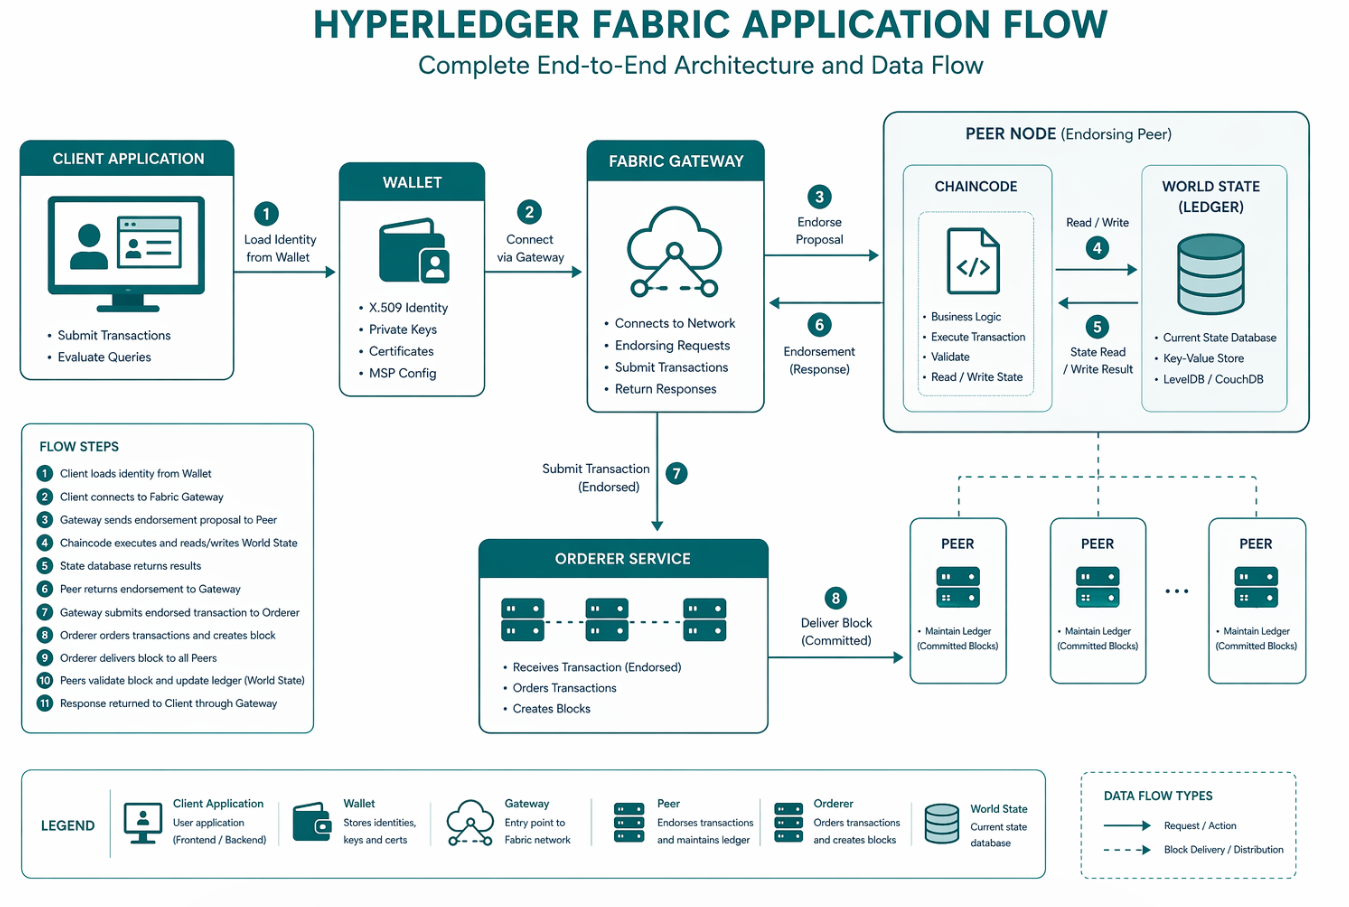 HYPERLEDGER FABRIC APPLICATION FLOW
Complete End-to-End Architecture and Data Flow
CLIENT APPLICATION
• Submit Transactions
• Evaluate Queries
1
Load Identity
from Wallet
WALLET
• X.509 Identity
• Private Keys
• Certificates
• MSP Config
2
Connect
via Gateway
FABRIC GATEWAY
• Connects to Network
• Endorsing Requests
• Submit Transactions
• Return Responses
3
Endorse
Proposal
6
Endorsement
(Response)
PEER NODE (Endorsing Peer)
CHAINCODE
</>
• Business Logic
• Execute Transaction
• Validate
• Read / Write State
Read / Write
4
5
State Read
/ Write Result
WORLD STATE
(LEDGER)
• Current State Database
• Key-Value Store
• LevelDB / CouchDB
FLOW STEPS
1 Client loads identity from Wallet
2 Client connects to Fabric Gateway
3 Gateway sends endorsement proposal to Peer
4 Chaincode executes and reads/writes World State
5 State database returns results
6 Peer returns endorsement to Gateway
7 Gateway submits endorsed transaction to Orderer
8 Orderer orders transactions and creates block
9 Orderer delivers block to all Peers
10 Peers validate block and update ledger (World State)
11 Response returned to Client through Gateway
Submit Transaction
(Endorsed)
7
ORDERER SERVICE
• Receives Transaction (Endorsed)
• Orders Transactions
• Creates Blocks
8
Deliver Block
(Committed)
PEER
• Maintain Ledger
(Committed Blocks)
PEER
• Maintain Ledger
(Committed Blocks)
...
PEER
• Maintain Ledger
(Committed Blocks)
LEGEND
Client Application
User application
(Frontend / Backend)
Wallet
Stores identities,
keys and certs
Gateway
Entry point to
Fabric network
Peer
Endorses transactions
and maintains ledger
Orderer
Orders transactions
and creates blocks
World State
Current state
database
DATA FLOW TYPES
Request / Action
Block Delivery / Distribution